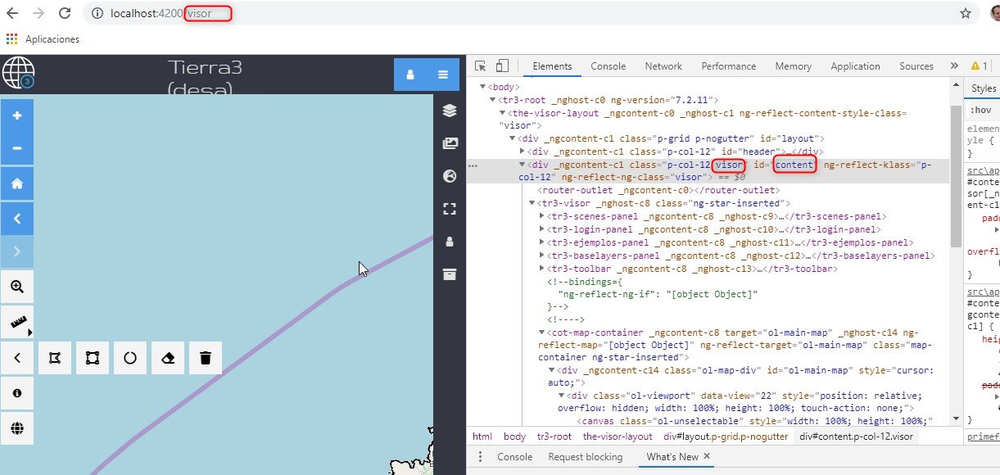 localhost:4200/visor
Aplicaciones
Tierra3
(desa)
3
Elements Console Network Performance Memory Application Sources » 1
<body>
<tr3-root _nghost-c0 ng-version="7.2.11">
<the-visor-layout _ngcontent-c0 _nghost-c1 ng-reflect-content-style-class=
"visor">
<div _ngcontent-c1 class="p-grid p-nogutter" id="layout">
<div _ngcontent-c1 class="p-col-12" id="header">…</div>
<div _ngcontent-c1 class="p-col-12 visor" id="content" ng-reflect-klass="p-
col-12" ng-reflect-ng-class="visor"> == $0
<router-outlet _ngcontent-c0></router-outlet>
<tr3-visor _nghost-c8 class="ng-star-inserted">
<tr3-scenes-panel _ngcontent-c8 _nghost-c9>…</tr3-scenes-panel>
<tr3-login-panel _ngcontent-c8 _nghost-c10>…</tr3-login-panel>
<tr3-ejemplos-panel _ngcontent-c8 _nghost-c11>…</tr3-ejemplos-panel>
<tr3-baselayers-panel _ngcontent-c8 _nghost-c12>…</tr3-baselayers-panel>
<tr3-toolbar _ngcontent-c8 _nghost-c13>…</tr3-toolbar>
<!--bindings={
"ng-reflect-ng-if": "[object Object]"
}-->
<!---->
<cot-map-container _ngcontent-c8 target="ol-main-map" _nghost-c14 ng-
reflect-map="[object Object]" ng-reflect-target="ol-main-map" class="map-
container ng-star-inserted">
<div _ngcontent-c14 class="ol-map-div" id="ol-main-map" style="cursor:
auto;">
<div class="ol-viewport" data-view="22" style="position: relative;
overflow: hidden; width: 100%; height: 100%; touch-action: none;">
<canvas class="ol-unselectable" style="width: 100%; height: 100%;"
html body tr3-root the-visor-layout div#layout.p-grid.p-nogutter div#content.p-col-12.visor
Console Request blocking What's New ×
Styles
:hov
elemen
yle {
}
src\ap
#conte
sor[_n
ent-c1
padd
overfl
}
src\ap
#conte
gconte
c1] {
heig
padd
}
primef